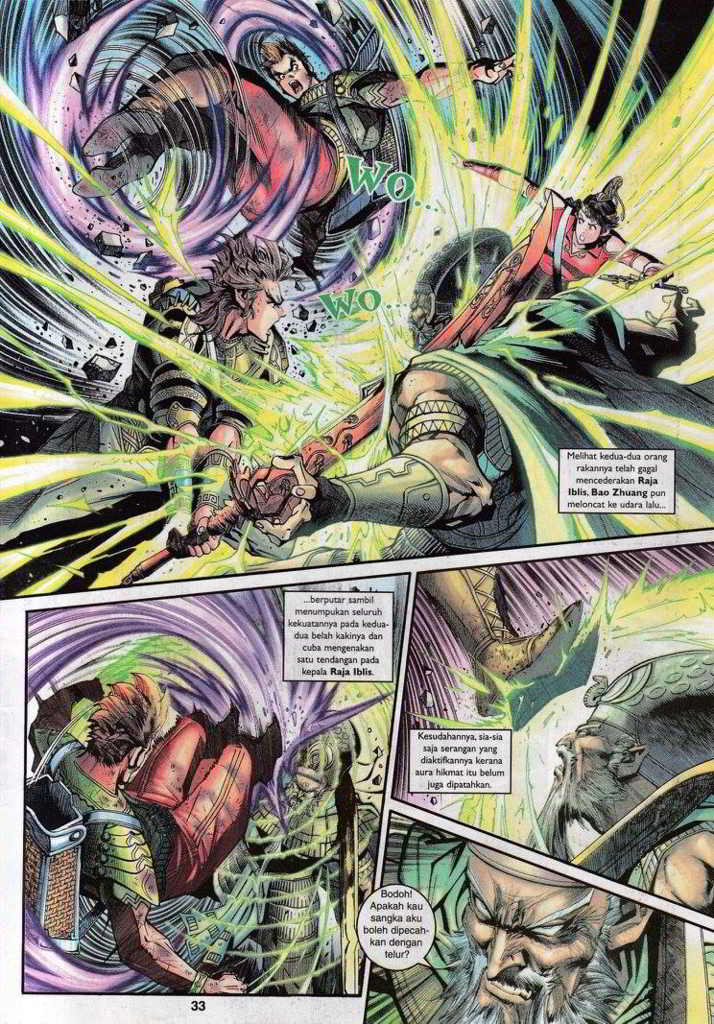 WO...
WO...
Melihat kedua-dua orang
rakannya telah gagal
mencederakan Raja
Iblis, Bao Zhuang pun
meloncat ke udara lalu...
...berputar sambil
menumpukan seluruh
kekuatannya pada kedua-
dua belah kakinya dan
cuba mengenakan
satu tendangan pada
kepala Raja Iblis.
Kesudahannya, sia-sia
saja serangan yang
diaktifkannya kerana
aura hikmat itu belum
juga dipatahkan.
Bodoh!
Apakah kau
sangka aku
boleh dipecah-
kan dengan
telur?
33